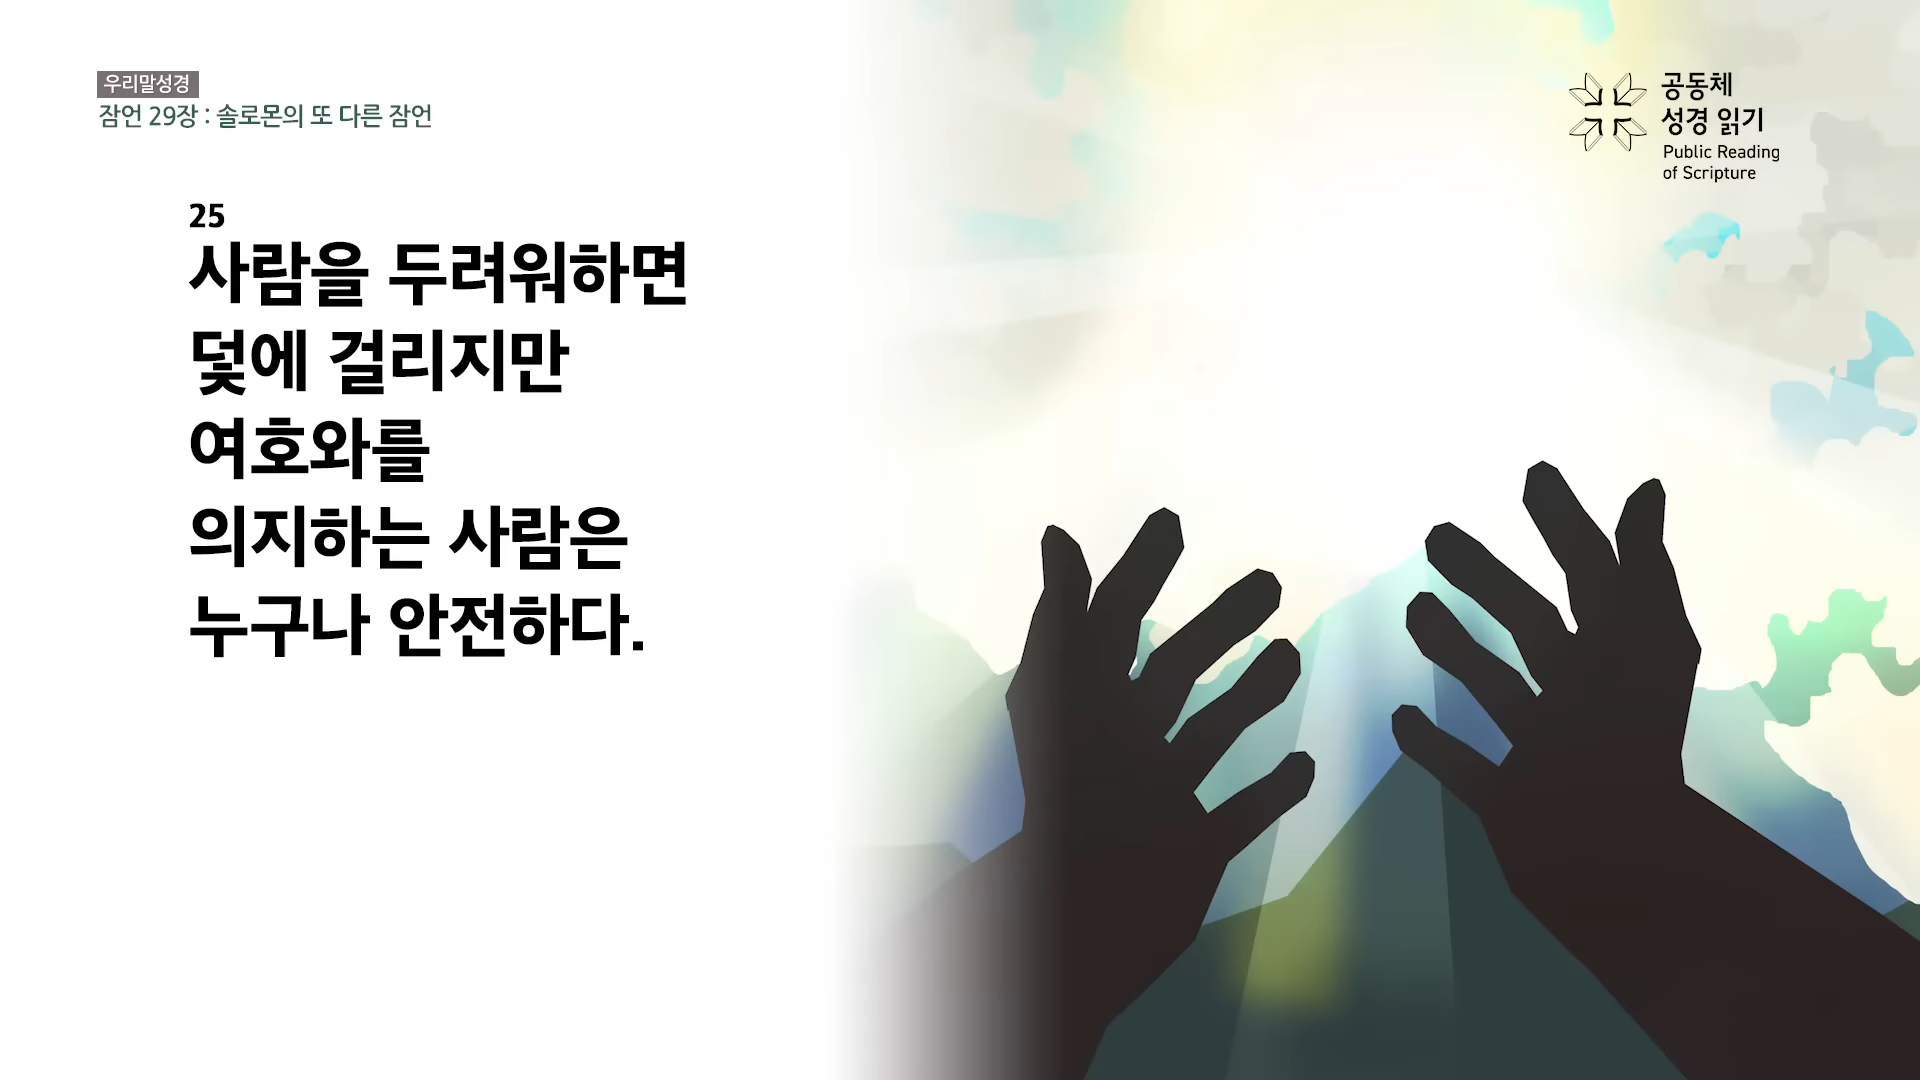 우리말성경
잠언 29장 : 솔로몬의 또 다른 잠언
공동체
성경 읽기
Public Reading
of Scripture
25
사람을 두려워하면
덫에 걸리지만
여호와를
의지하는 사람은
누구나 안전하다.